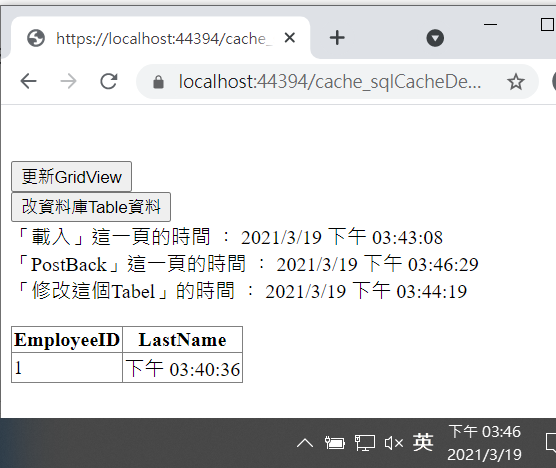 https://localhost:44394/cache_
localhost:44394/cache_sqlCacheDe...
更新GridView
改資料庫Table資料
「載入」這一頁的時間 : 2021/3/19 下午 03:43:08
「PostBack」這一頁的時間 : 2021/3/19 下午 03:46:29
「修改這個Tabel」的時間 : 2021/3/19 下午 03:44:19
EmployeeID LastName
1 下午 03:40:36
英 下午 03:46
2021/3/19